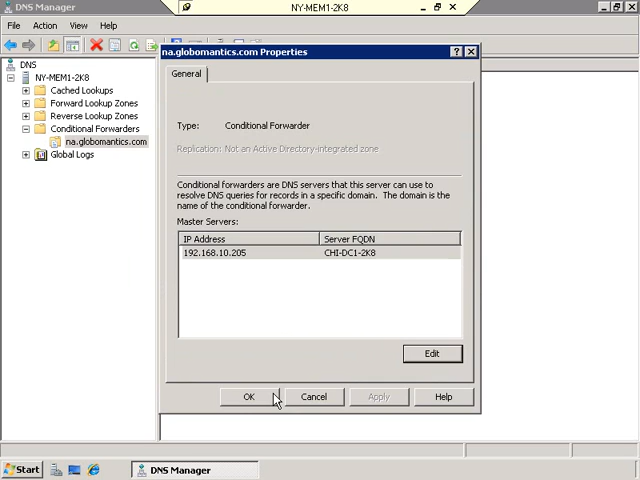 DNS Manager
NY-MEM1-2K8
File Action View Help
na.globomantics.com Properties
DNS
NY-MEM1-2K8
Cached Lookups
Forward Lookup Zones
Reverse Lookup Zones
Conditional Forwarders
na.globomantics.com
Global Logs
General
Type: Conditional Forwarder
Replication: Not an Active Directory-integrated zone
Conditional forwarders are DNS servers that this server can use to
resolve DNS queries for records in a specific domain. The domain is the
name of the conditional forwarder.
Master Servers:
IP Address Server FQDN
192.168.10.205 CHI-DC1-2K8
Edit
OK Cancel Apply Help
Start DNS Manager